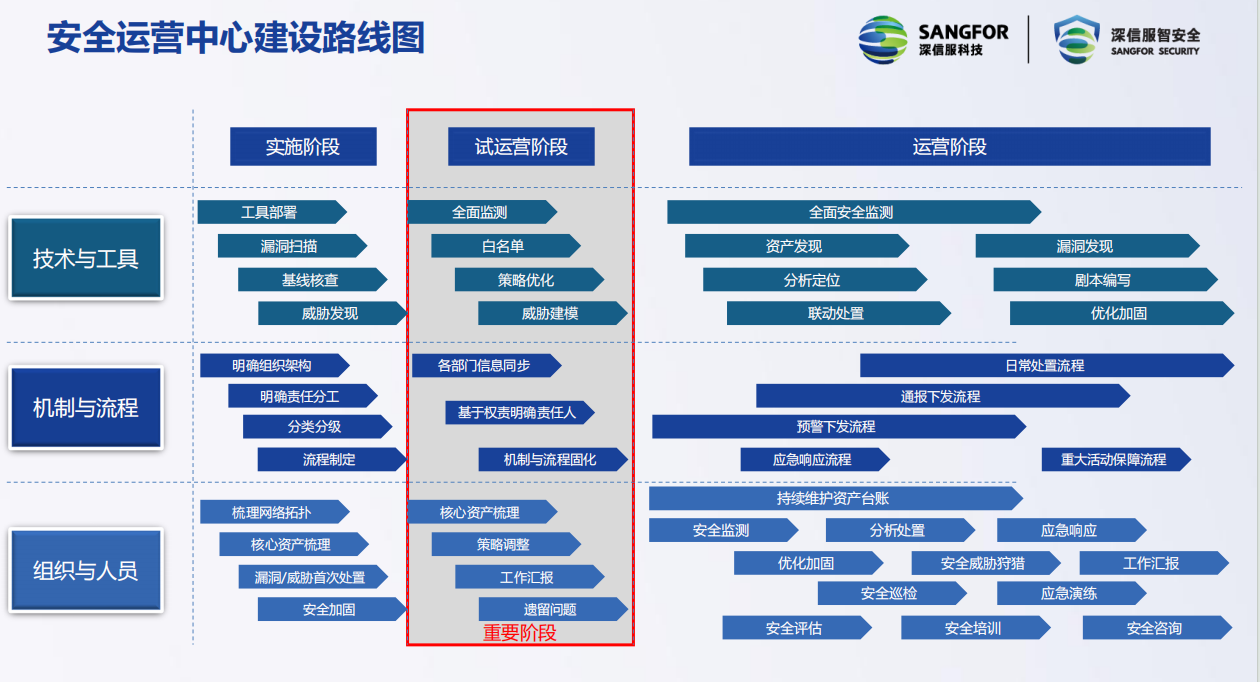 安全运营中心建设路线图
SANGFOR
深信服科技
深信服智安全
SANGFOR SECURITY
实施阶段
试运营阶段
运营阶段
技术与工具
工具部署
漏洞扫描
基线核查
威胁发现
全面监测
白名单
策略优化
威胁建模
全面安全监测
资产发现
漏洞发现
分析定位
剧本编写
联动处置
优化加固
机制与流程
明确组织架构
明确责任分工
分类分级
流程制定
各部门信息同步
基于权责明确责任人
机制与流程固化
日常处置流程
通报下发流程
预警下发流程
应急响应流程
重大活动保障流程
组织与人员
梳理网络拓扑
核心资产梳理
漏洞/威胁首次处置
安全加固
核心资产梳理
策略调整
工作汇报
遗留问题
重要阶段
持续维护资产台账
安全监测
分析处置
应急响应
优化加固
安全威胁狩猎
工作汇报
安全巡检
应急演练
安全评估
安全培训
安全咨询